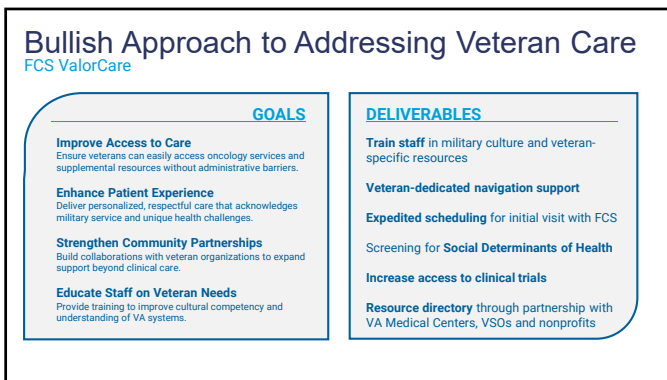 Bullish Approach to Addressing Veteran Care
FCS ValorCare
GOALS
Improve Access to Care
Ensure veterans can easily access oncology services and
supplemental resources without administrative barriers.
Enhance Patient Experience
Deliver personalized, respectful care that acknowledges
military service and unique health challenges.
Strengthen Community Partnerships
Build collaborations with veteran organizations to expand
support beyond clinical care.
Educate Staff on Veteran Needs
Provide training to improve cultural competency and
understanding of VA systems.
DELIVERABLES
Train staff in military culture and veteran-
specific resources
Veteran-dedicated navigation support
Expedited scheduling for initial visit with FCS
Screening for Social Determinants of Health
Increase access to clinical trials
Resource directory through partnership with
VA Medical Centers, VSOs and nonprofits